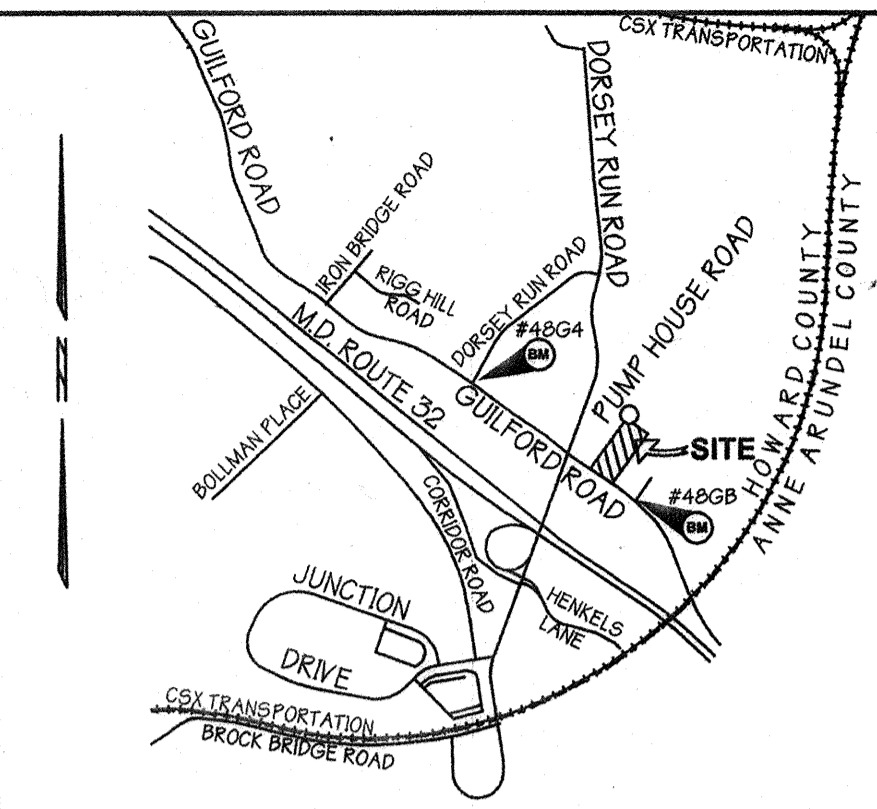 CSX TRANSPORTATION
GUILFORD ROAD
DORSEY RUN ROAD
IRON BRIDGE ROAD
RIGG HILL
ROAD
DORSEY RUN ROAD
#48G4
BM
PUMP HOUSE ROAD
HOWARD COUNTY
ANNE ARUNDEL COUNTY
N
M.D. ROUTE 32
GUILFORD ROAD
SITE
BOLLMAN PLACE
#48GB
BM
CORRIDOR ROAD
JUNCTION
DRIVE
HENKELS
LANE
CSX TRANSPORTATION
BROCK BRIDGE ROAD